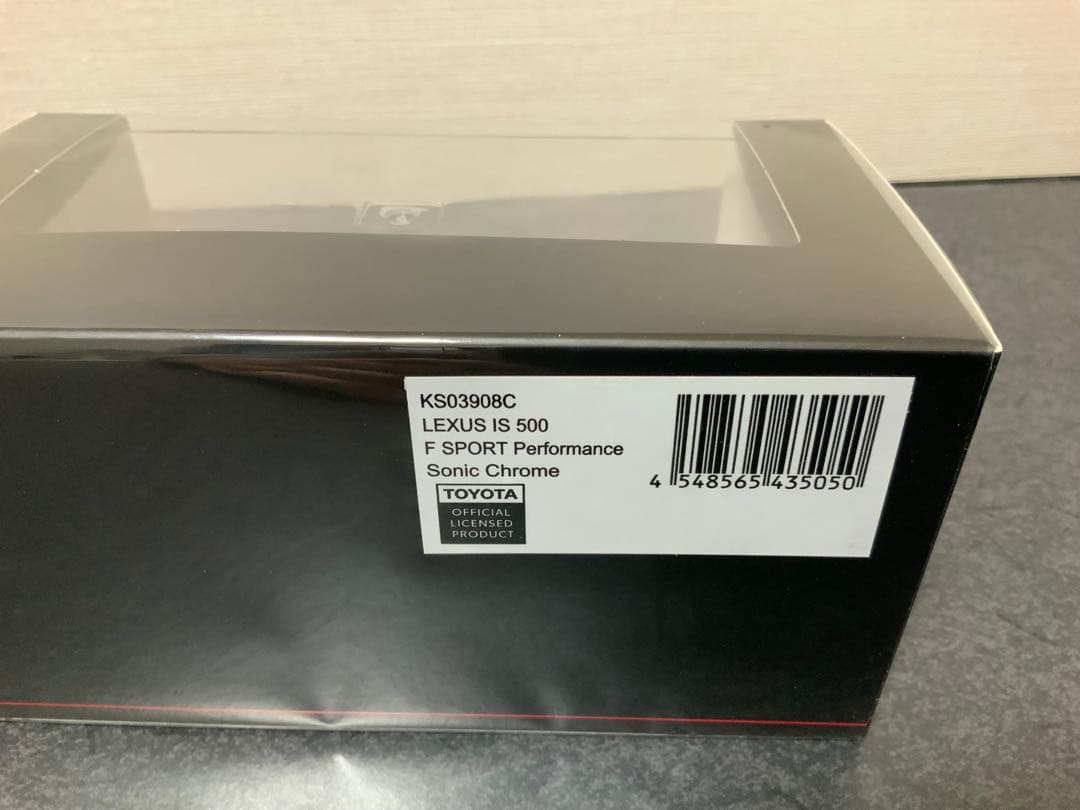 KS03908C
LEXUS IS 500
F SPORT Performance
Sonic Chrome
TOYOTA
OFFICIAL
LICENSED
PRODUCT
4 548565 435050